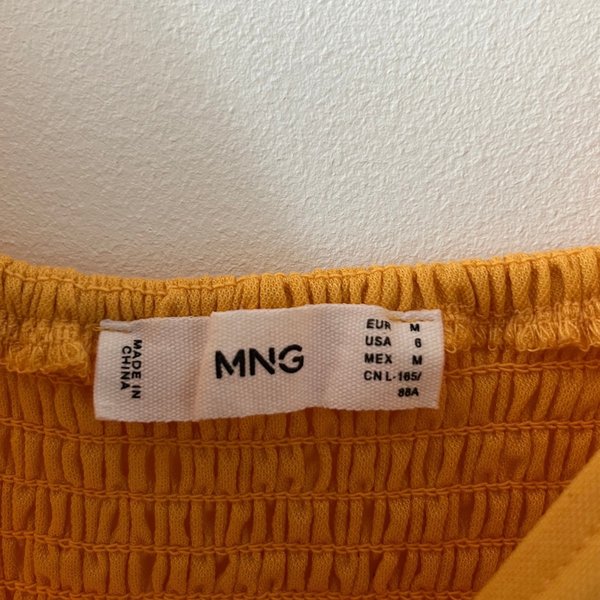 MADE IN
CHINA
MNG
EUR M
USA 6
MEX M
CN L-165/
88A